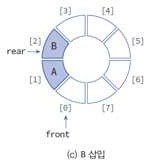 [3] [4]
[2] B [5]
rear
A
[1] [6]
[0] [7]
front
(c) B 삽입